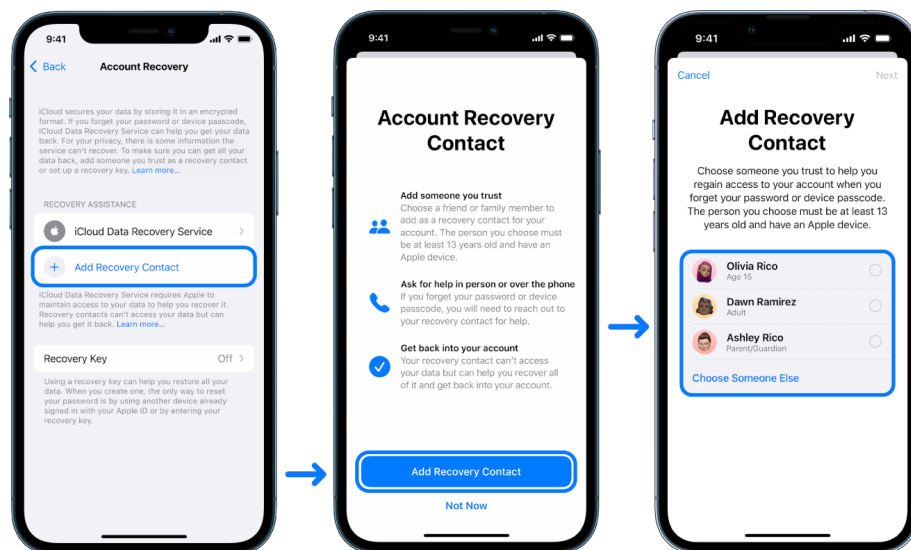 9:41
Back
Account Recovery
iCloud secures your data by storing it in an encrypted
format. If you forget your password or device passcode,
iCloud Data Recovery Service can help you get your data
back. For your privacy, there is some information the
service can't recover. To make sure you can get all your
data back, add someone you trust as a recovery contact
or set up a recovery key. Learn more...
RECOVERY ASSISTANCE
iCloud Data Recovery Service
Add Recovery Contact
iCloud Data Recovery Service requires Apple to
maintain access to your data to help you recover it.
Recovery contacts can't access your data but can
help you get it back. Learn more...
Recovery Key
Off
Using a recovery key can help you restore all your
data. When you create one, the only way to reset
your password is by using another device already
signed in with your Apple ID or by entering your
recovery key.
9:41
Account Recovery
Contact
Add someone you trust
Choose a friend or family member to
add as a recovery contact for your
account. The person you choose must
be at least 13 years old and have an
Apple device.
Ask for help in person or over the phone
If you forget your password or device
passcode, you will need to reach out to
your recovery contact for help.
Get back into your account
Your recovery contact can't access
your data but can help you recover all
of it and get back into your account.
Add Recovery Contact
Not Now
9:41
Cancel
Next
Add Recovery
Contact
Choose someone you trust to help you
regain access to your account when you
forget your password or device passcode.
The person you choose must be at least 13
years old and have an Apple device.
Olivia Rico
Age 15
Dawn Ramirez
Adult
Ashley Rico
Parent/Guardian
Choose Someone Else